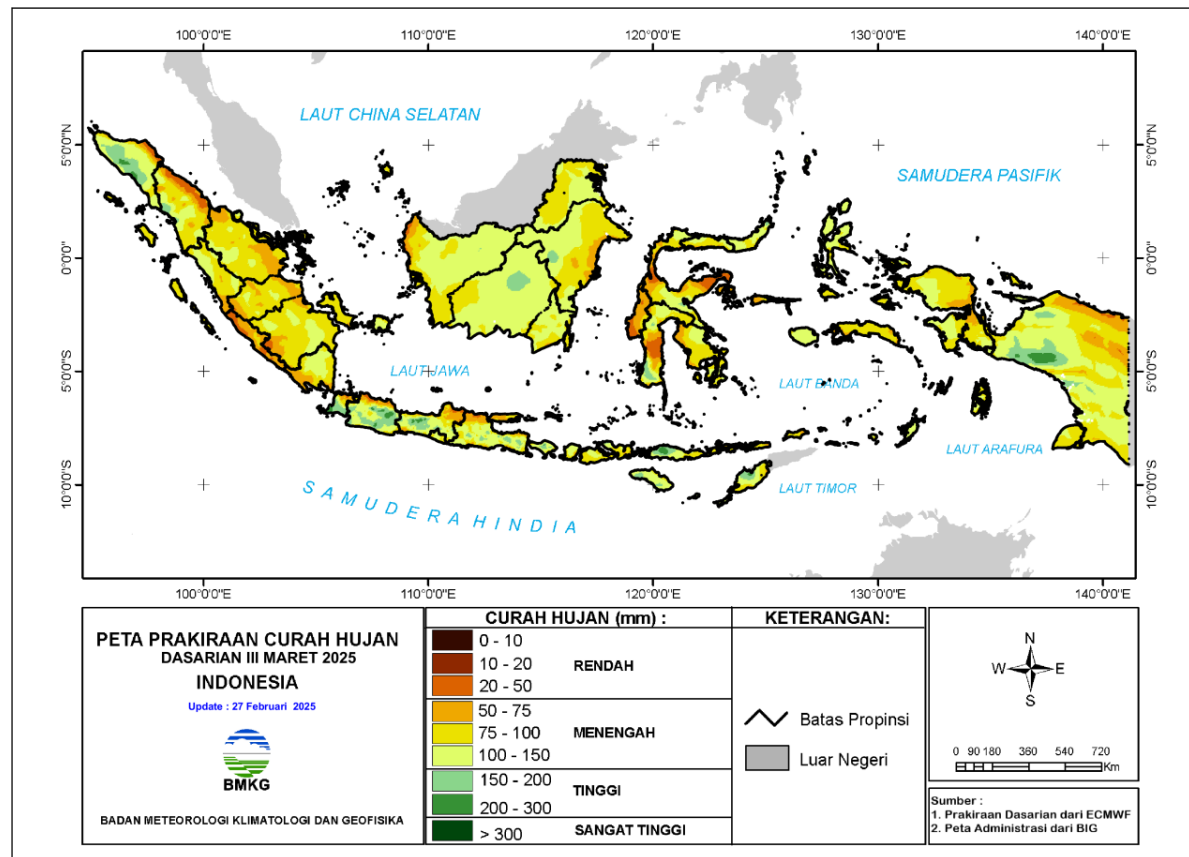 100°0'0"E 110°0'0"E 120°0'0"E 130°0'0"E 140°0'0"E
LAUT CHINA SELATAN
5°0'0"N 5°0'0"N
SAMUDERA PASIFIK
0°0'0" 0°0'0"
5°0'0"S 5°0'0"S
LAUT JAWA
LAUT BANDA
LAUT ARAFURA
10°0'0"S 10°0'0"S
LAUT TIMOR
SAMUDERA HINDIA
100°0'0"E 110°0'0"E 120°0'0"E 130°0'0"E 140°0'0"E
PETA PRAKIRAAN CURAH HUJAN
DASARIAN III MARET 2025
INDONESIA
Update : 27 Februari 2025
BMKG
BADAN METEOROLOGI KLIMATOLOGI DAN GEOFISIKA
CURAH HUJAN (mm) :
0 - 10
10 - 20 RENDAH
20 - 50
50 - 75
75 - 100 MENENGAH
100 - 150
150 - 200 TINGGI
200 - 300
> 300 SANGAT TINGGI
KETERANGAN:
Batas Propinsi
Luar Negeri
N
W E
S
0 90 180 360 540 720
Km
Sumber :
1. Prakiraan Dasarian dari ECMWF
2. Peta Administrasi dari BIG